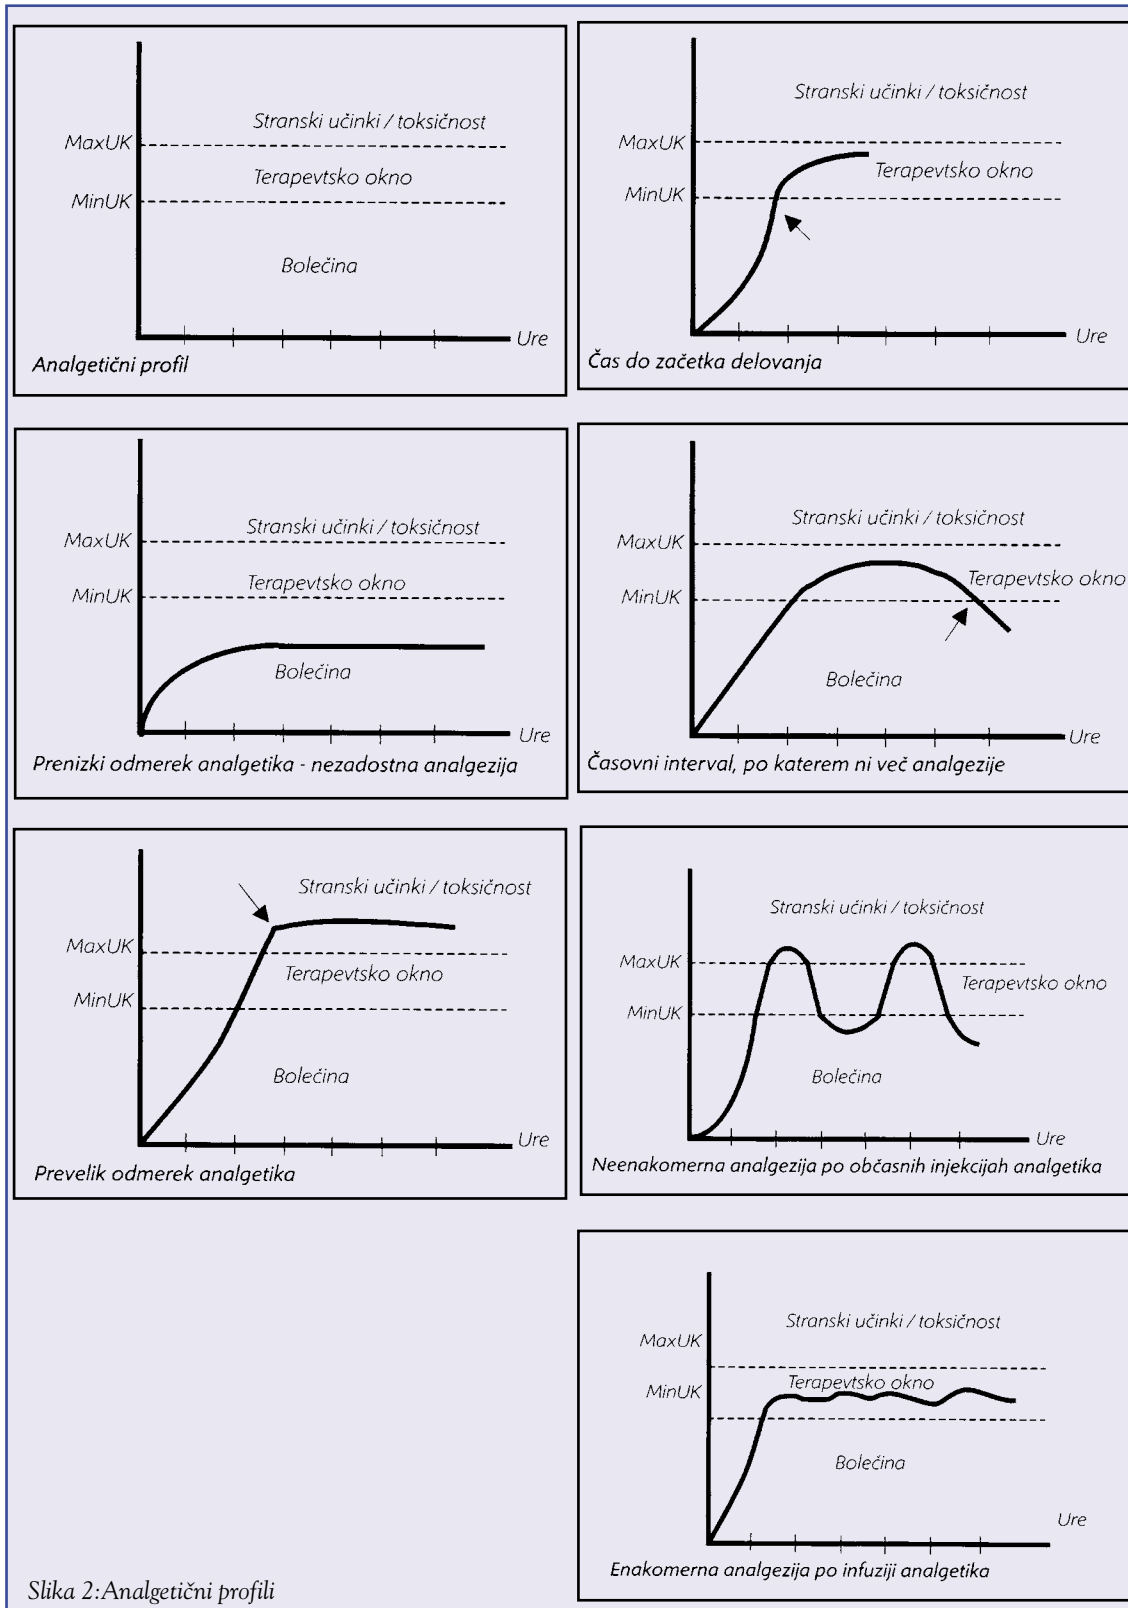 Stranski učinki / toksičnost
MaxUK
Terapevtsko okno
MinUK
Bolečina
Ure
Analgetični profil
Stranski učinki / toksičnost
MaxUK
Terapevtsko okno
MinUK
Ure
Čas do začetka delovanja
Stranski učinki / toksičnost
MaxUK
Terapevtsko okno
MinUK
Bolečina
Ure
Prenizki odmerek analgetika - nezadostna analgezija
Stranski učinki / toksičnost
MaxUK
Terapevtsko okno
MinUK
Bolečina
Ure
Časovni interval, po katerem ni več analgezije
Stranski učinki / toksičnost
MaxUK
Terapevtsko okno
MinUK
Bolečina
Ure
Prevelik odmerek analgetika
Stranski učinki / toksičnost
MaxUK
Terapevtsko okno
MinUK
Bolečina
Ure
Neenakomerna analgezija po občasnih injekcijah analgetika
Stranski učinki / toksičnost
MaxUK
Terapevtsko okno
MinUK
Bolečina
Ure
Enakomerna analgezija po infuziji analgetika
Slika 2:Analgetični profili